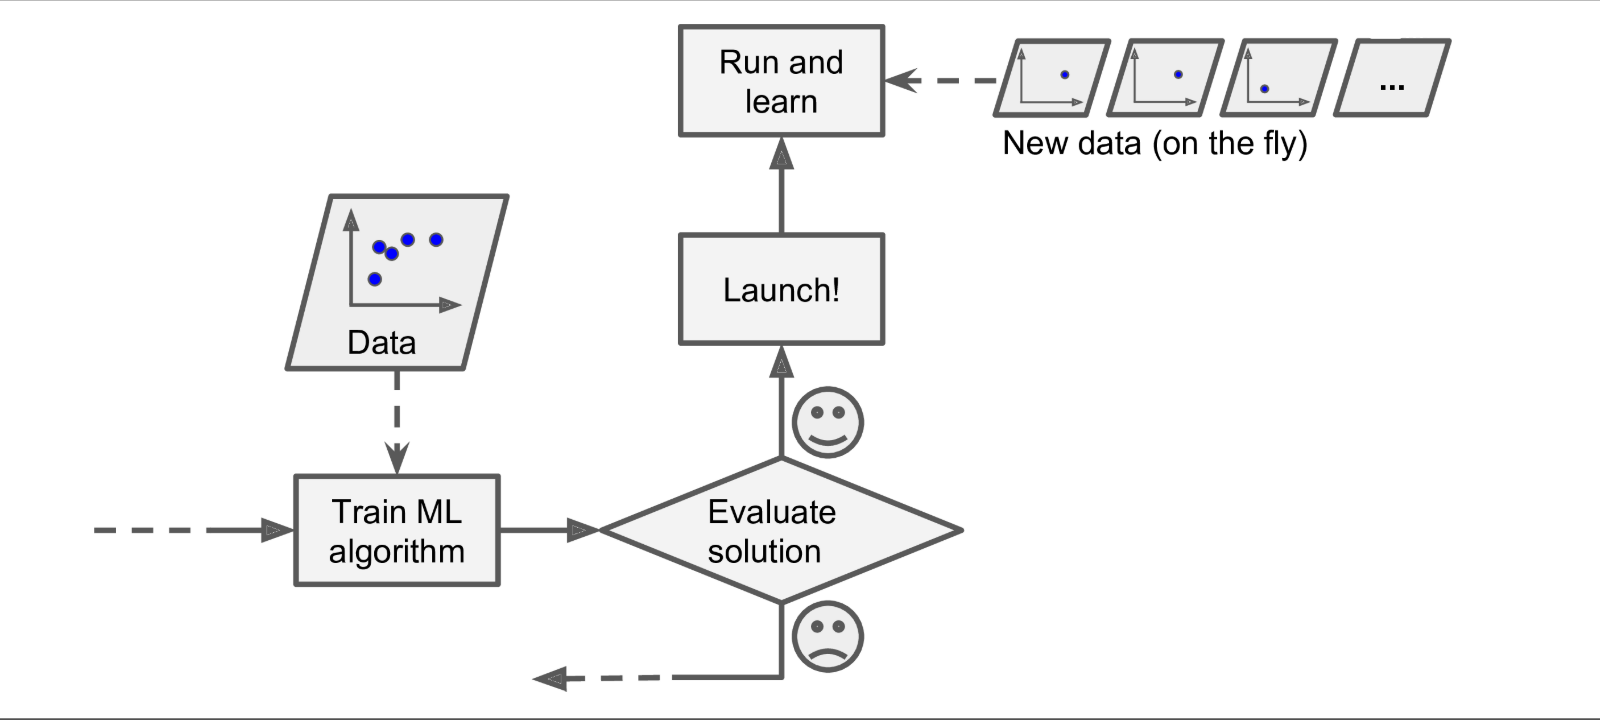 Run and
learn
...
New data (on the fly)
Data
Launch!
Train ML
algorithm
Evaluate
solution